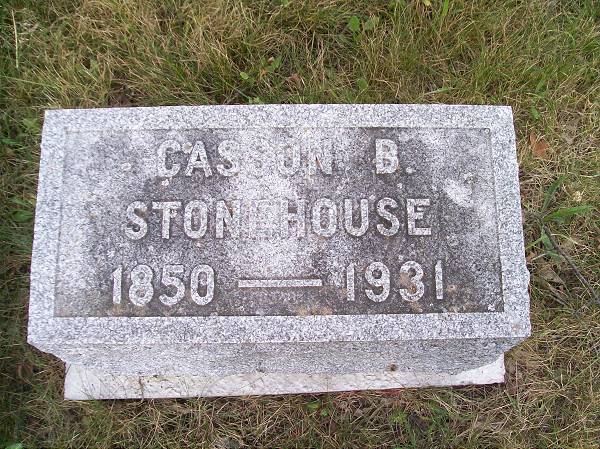 CASSON B.
STONEHOUSE
1850 — 1931